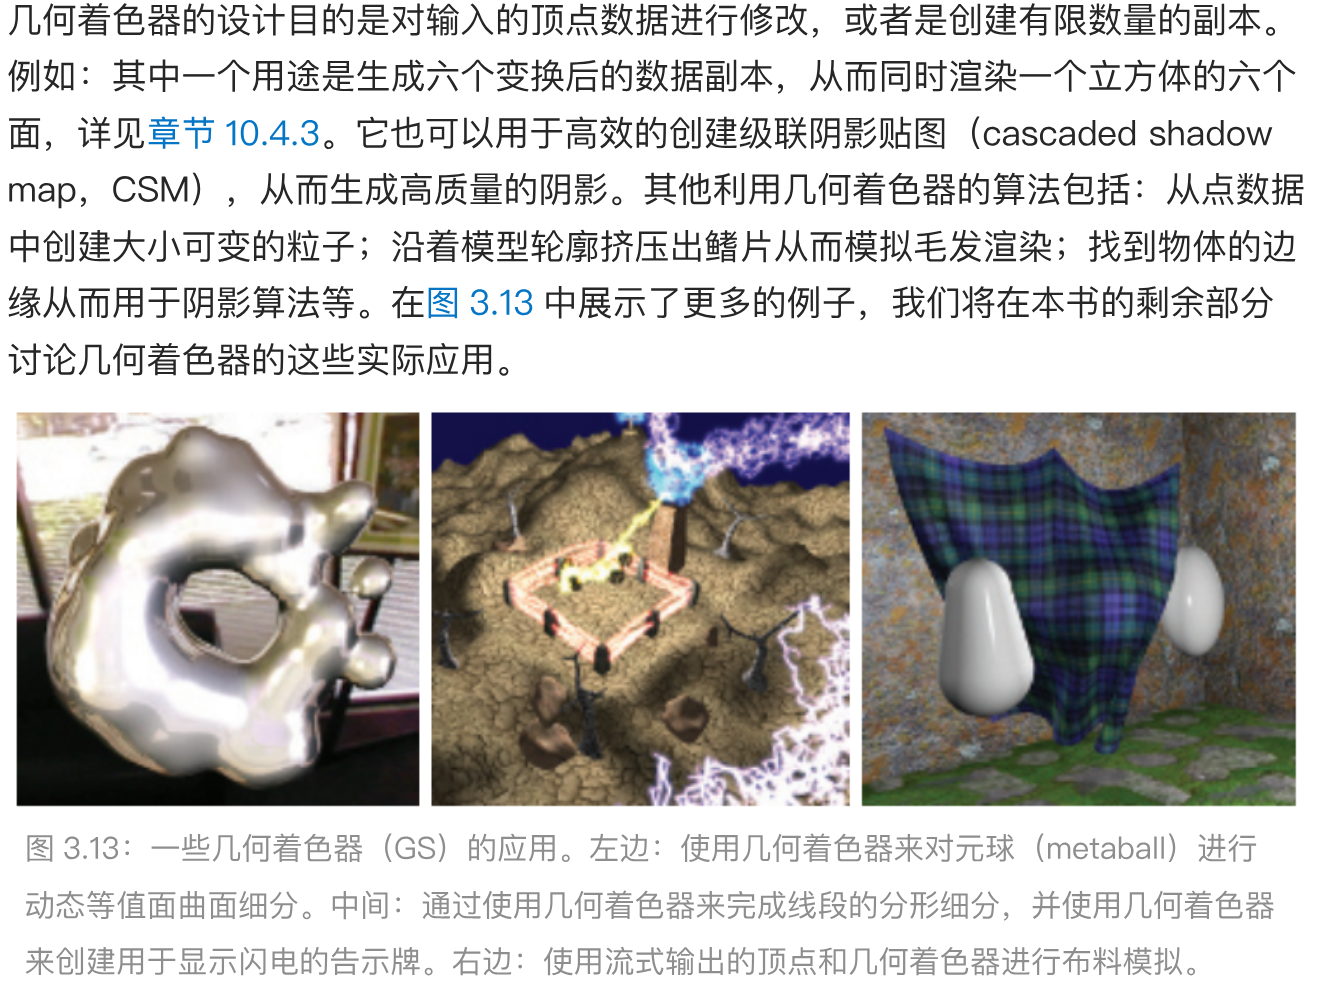 几何着色器的设计目的是对输入的顶点数据进行修改，或者是创建有限数量的副本。
例如：其中一个用途是生成六个变换后的数据副本，从而同时渲染一个立方体的六个
面，详见章节 10.4.3。它也可以用于高效的创建级联阴影贴图（cascaded shadow
map，CSM），从而生成高质量的阴影。其他利用几何着色器的算法包括：从点数据
中创建大小可变的粒子；沿着模型轮廓挤压出鳍片从而模拟毛发渲染；找到物体的边
缘从而用于阴影算法等。在图 3.13 中展示了更多的例子，我们将在本书的剩余部分
讨论几何着色器的这些实际应用。
图 3.13：一些几何着色器（GS）的应用。左边：使用几何着色器来对元球（metaball）进行
动态等值面曲面细分。中间：通过使用几何着色器来完成线段的分形细分，并使用几何着色器
来创建用于显示闪电的告示牌。右边：使用流式输出的顶点和几何着色器进行布料模拟。